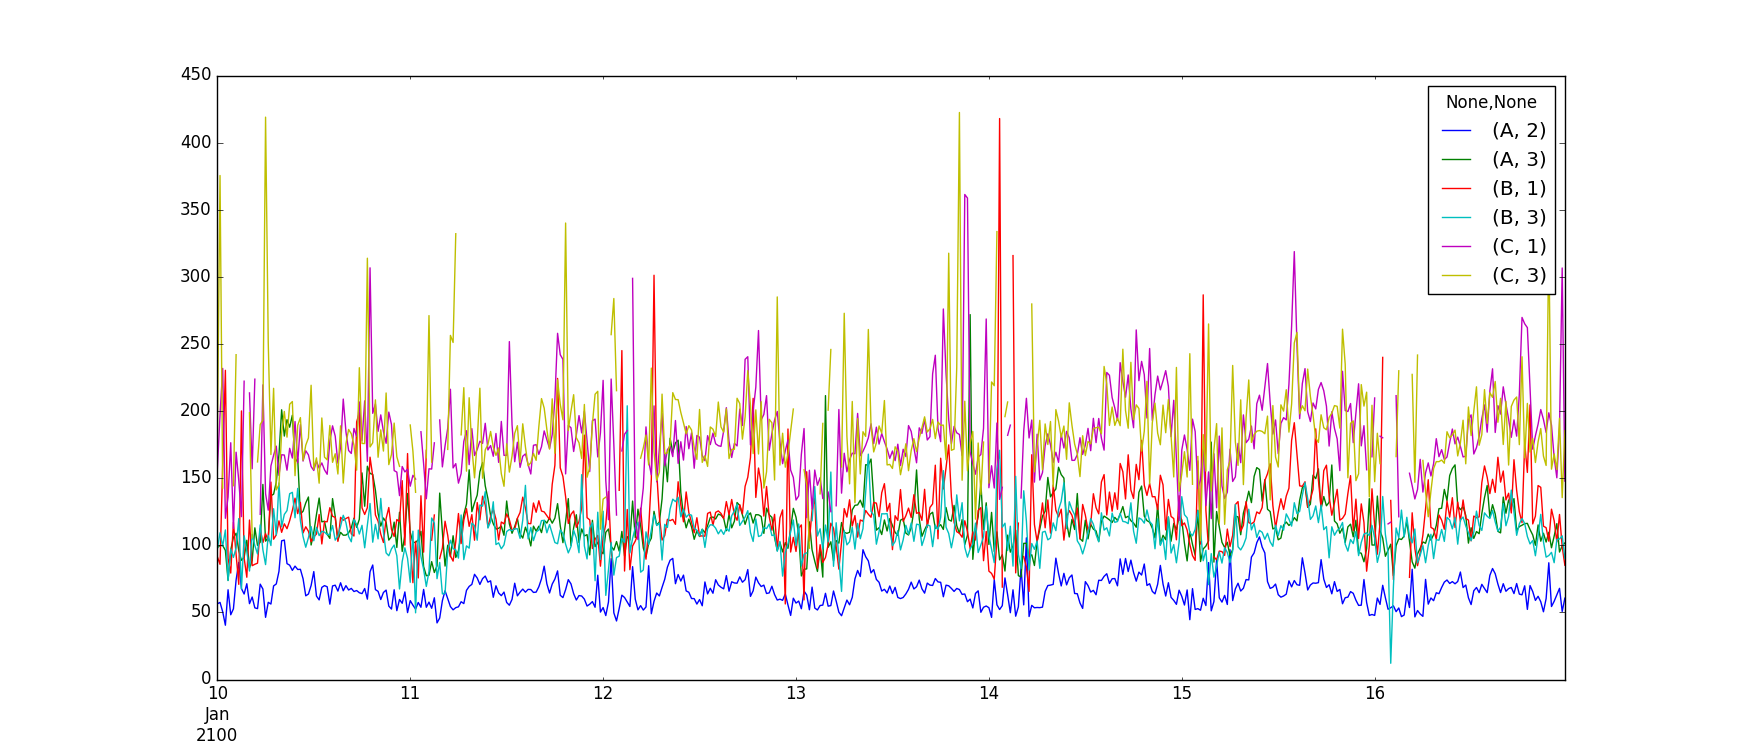 450
400
350
300
250
200
150
100
50
0
None,None
(A, 2)
(A, 3)
(B, 1)
(B, 3)
(C, 1)
(C, 3)
10 11 12 13 14 15 16
Jan
2100